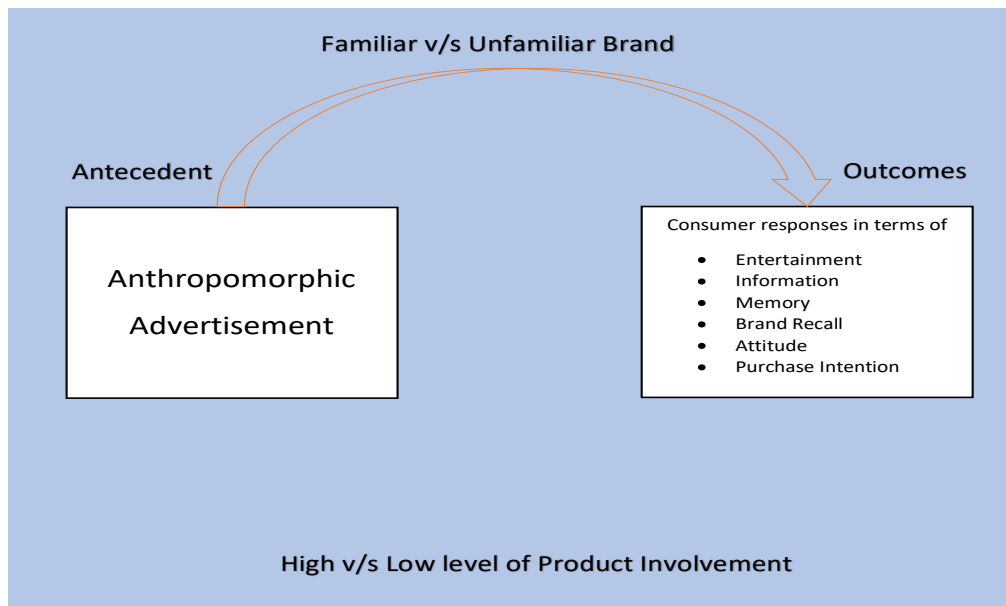 Familiar v/s Unfamiliar Brand
Antecedent
Outcomes
Anthropomorphic
Advertisement
Consumer responses in terms of
• Entertainment
• Information
• Memory
• Brand Recall
• Attitude
• Purchase Intention
High v/s Low level of Product Involvement